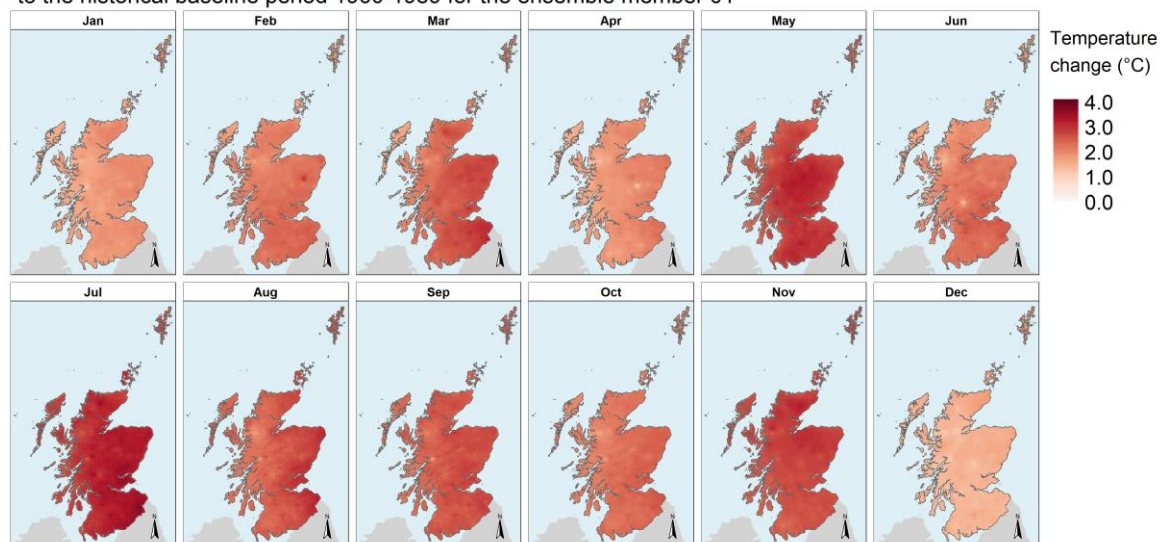 to the historical baseline period 1960-1989 for the ensemble member 01
Jan Feb Mar Apr May Jun
Temperature
change (°C)
4.0
3.0
2.0
1.0
0.0
N N N N N N
Jul Aug Sep Oct Nov Dec
N N N N N N